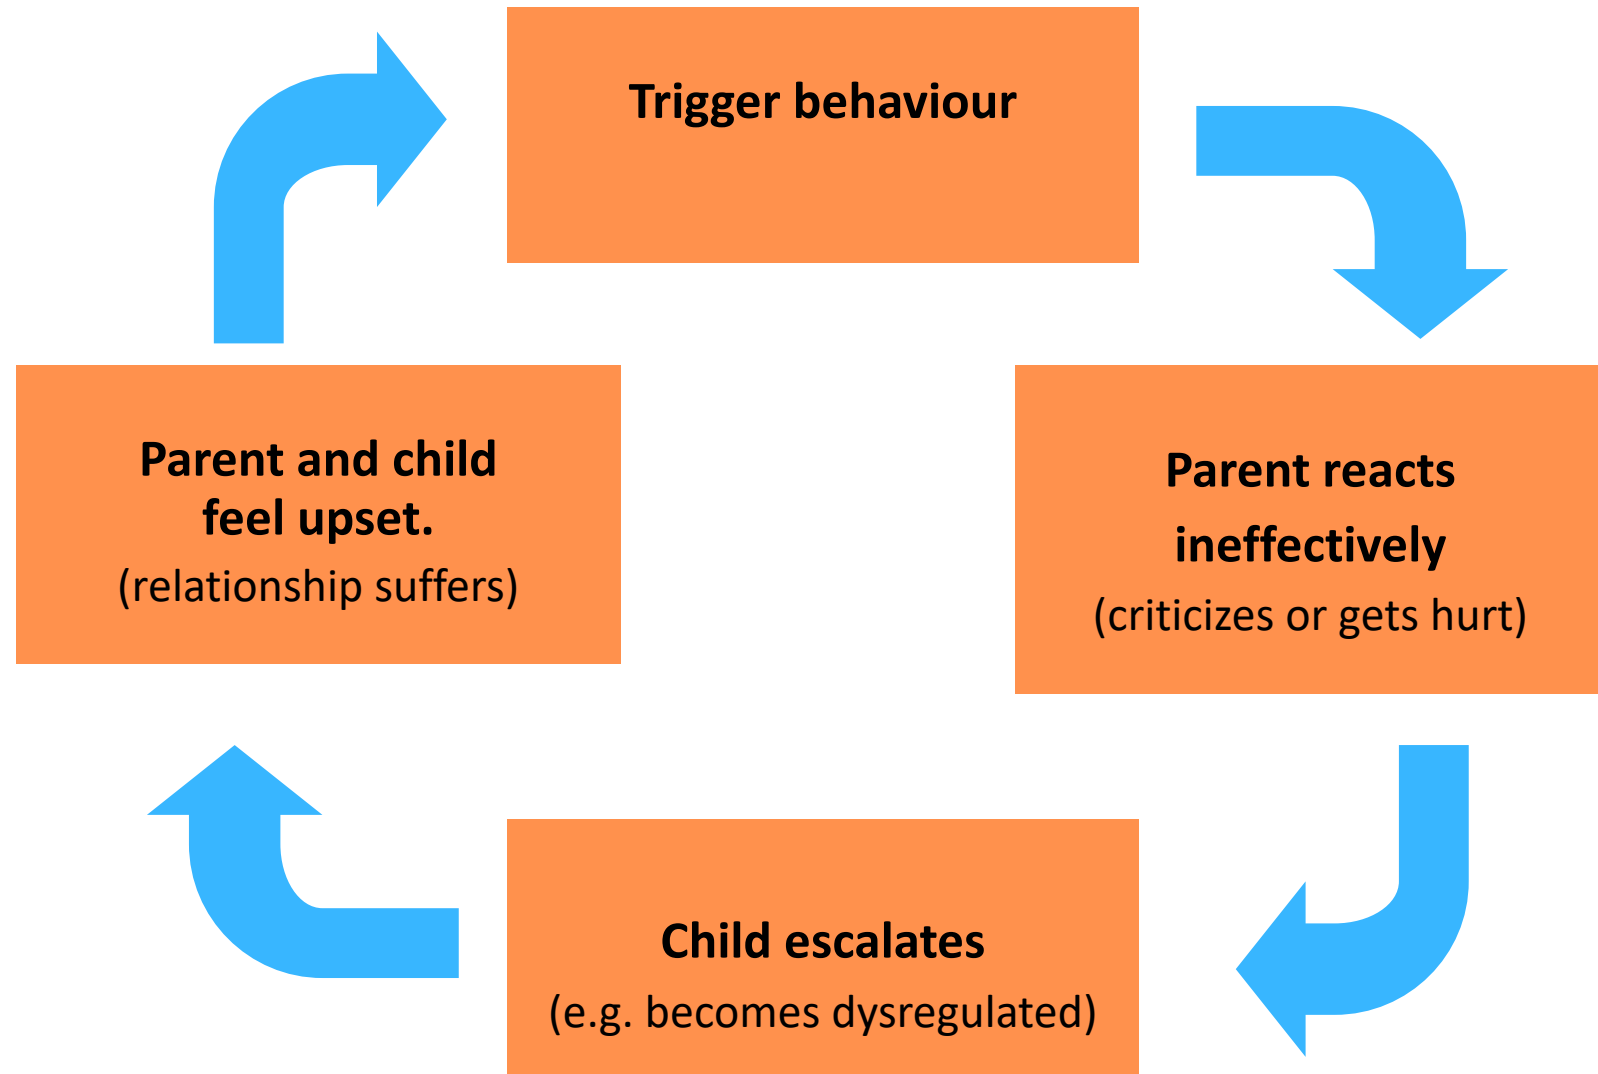 Trigger behaviour
Parent reacts
ineffectively
(criticizes or gets hurt)
Child escalates
(e.g. becomes dysregulated)
Parent and child
feel upset.
(relationship suffers)